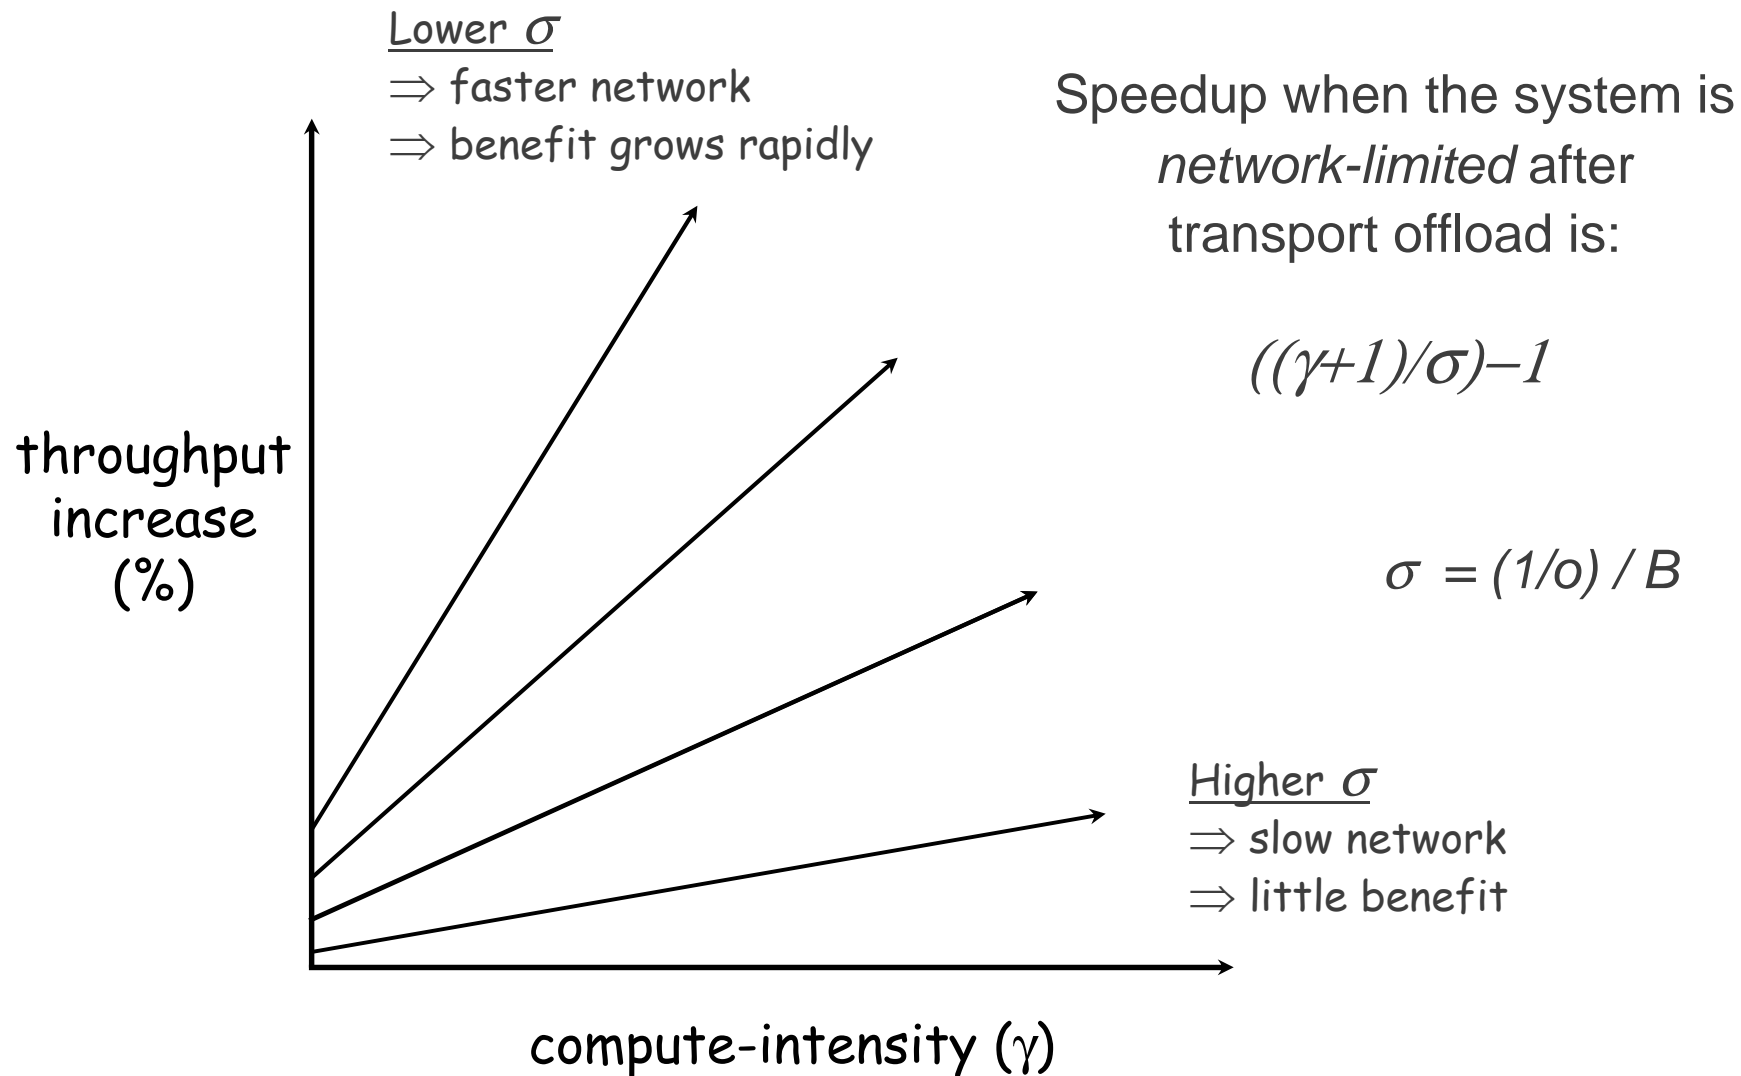 Lower σ
⇒ faster network
⇒ benefit grows rapidly
Speedup when the system is
network-limited after
transport offload is:
((γ+1)/σ)−1
throughput
increase
(%)
σ = (1/o) / B
Higher σ
⇒ slow network
⇒ little benefit
compute-intensity (γ)